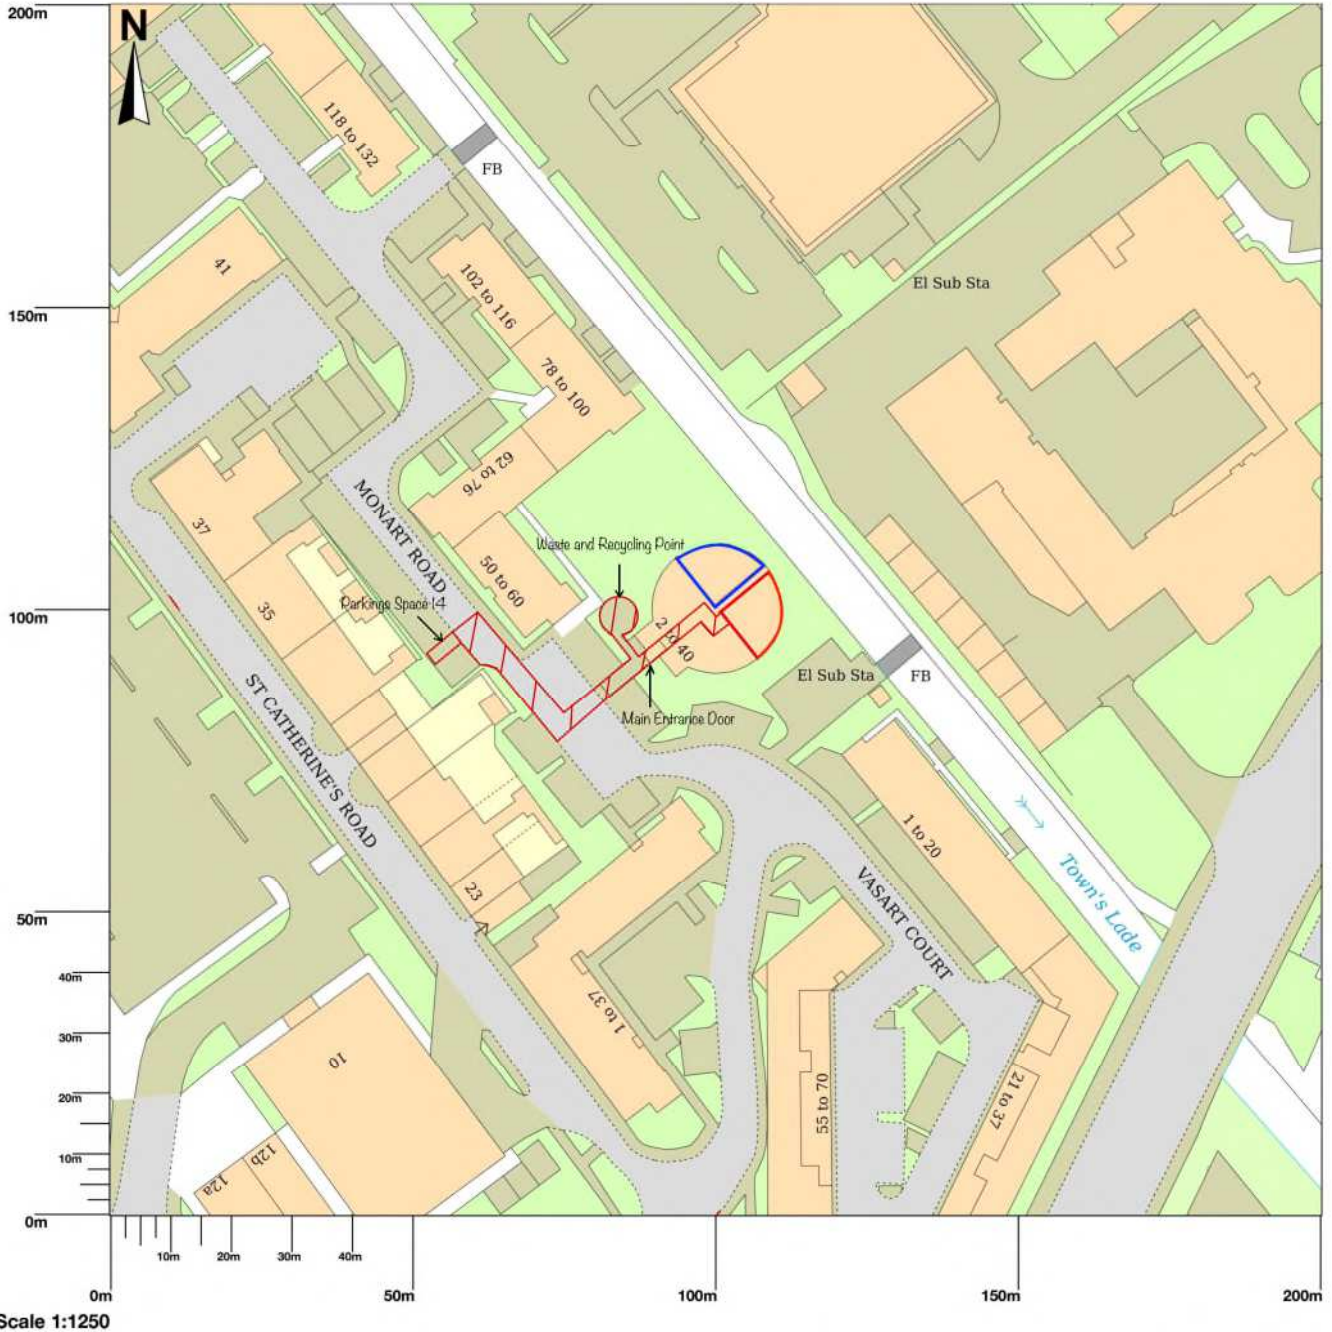 200m
N
118 to 132
FB
41
102 to 116
El Sub Sta
150m
78 to 100
62 to 76
37
MONART ROAD
Waste and Recycling Point
50 to 60
35
Parkings Space 14
100m
2 to 40
El Sub Sta
FB
Main Entrance Door
ST CATHERINE'S ROAD
1 to 20
23
VASART COURT
Town's Lade
50m
40m
30m
20m
10m
0m
1 to 37
10
55 to 70
21 to 37
12b
12a
10m
20m
30m
40m
0m
50m
100m
150m
200m
Scale 1:1250